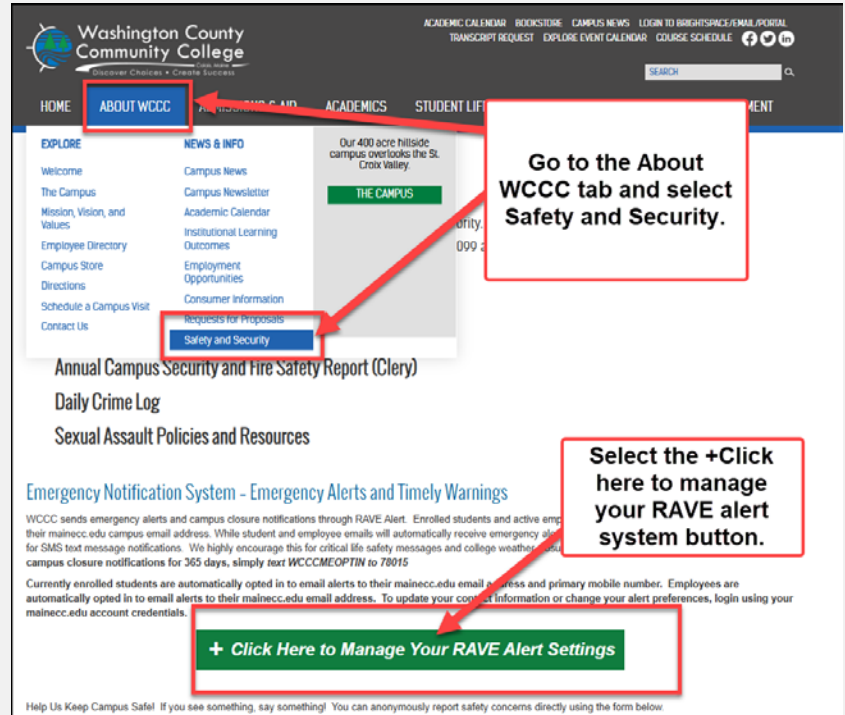 Washington County
Community College
Calais, Maine
Discover Choices • Create Success
ACADEMIC CALENDAR BOOKSTORE CAMPUS NEWS LOGIN TO BRIGHTSPACE/EMAIL/PORTAL
TRANSCRIPT REQUEST EXPLORE EVENT CALENDAR COURSE SCHEDULE
SEARCH
HOME ABOUT WCCC ACADEMICS STUDENT LIFE
EXPLORE
Welcome
The Campus
Mission, Vision, and
Values
Employee Directory
Campus Store
Directions
Schedule a Campus Visit
Contact Us
NEWS & INFO
Campus News
Campus Newsletter
Academic Calendar
Institutional Learning
Outcomes
Employment
Opportunities
Consumer Information
Requests for Proposals
Safety and Security
Our 400 acre hillside
campus overlooks the St.
Croix Valley.
THE CAMPUS
Go to the About
WCCC tab and select
Safety and Security.
Annual Campus Security and Fire Safety Report (Clery)
Daily Crime Log
Sexual Assault Policies and Resources
Select the +Click
here to manage
your RAVE alert
system button.
Emergency Notification System – Emergency Alerts and Timely Warnings
WCCC sends emergency alerts and campus closure notifications through RAVE Alert. Enrolled students and active
their mainecc.edu campus email address. While student and employee emails will automatically receive emergency
for SMS text message notifications. We highly encourage this for critical life safety messages and college weather
campus closure notifications for 365 days, simply text WCCCMEOPTIN to 78015
Currently enrolled students are automatically opted in to email alerts to their mainecc.edu email address and primary mobile number. Employees are
automatically opted in to email alerts to their mainecc.edu email address. To update your contact information or change your alert preferences, login using your
mainecc.edu account credentials.
+ Click Here to Manage Your RAVE Alert Settings
Help Us Keep Campus Safe! If you see something, say something! You can anonymously report safety concerns directly using the form below.